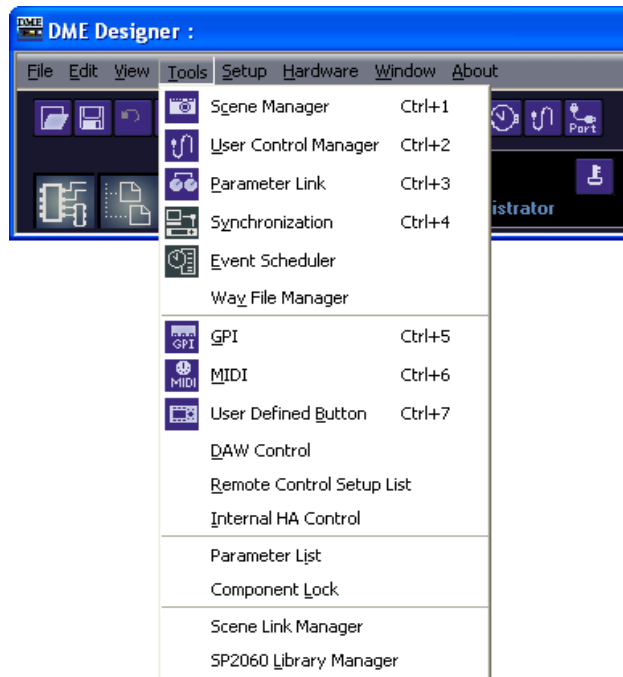 DME DME Designer :
File Edit View Tools Setup Hardware Window About
Port
istrator
Scene Manager Ctrl+1
User Control Manager Ctrl+2
Parameter Link Ctrl+3
Synchronization Ctrl+4
Event Scheduler
Wav File Manager
GPI GPI Ctrl+5
MIDI MIDI Ctrl+6
User Defined Button Ctrl+7
DAW Control
Remote Control Setup List
Internal HA Control
Parameter List
Component Lock
Scene Link Manager
SP2060 Library Manager